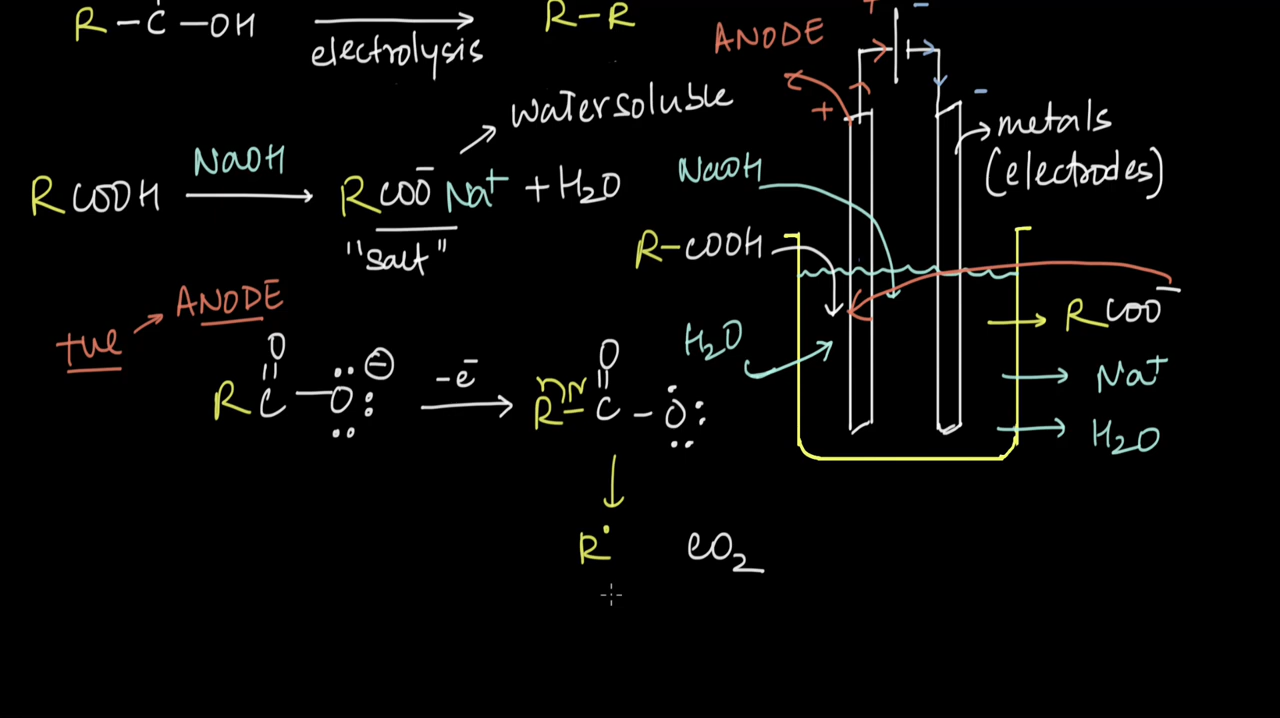 R-C-OH electrolysis R-R
ANODE
+ -
+ -
RCOOH NaOH RCOO⁻ Na⁺ + H₂O
"salt"
watersoluble
metals
(electrodes)
NaOH
R-COOH
H₂O
RCOO⁻
Na⁺
H₂O
+ve ANODE
O
R C-O: ⊖
-e⁻
O
R-C-O:
R• CO₂